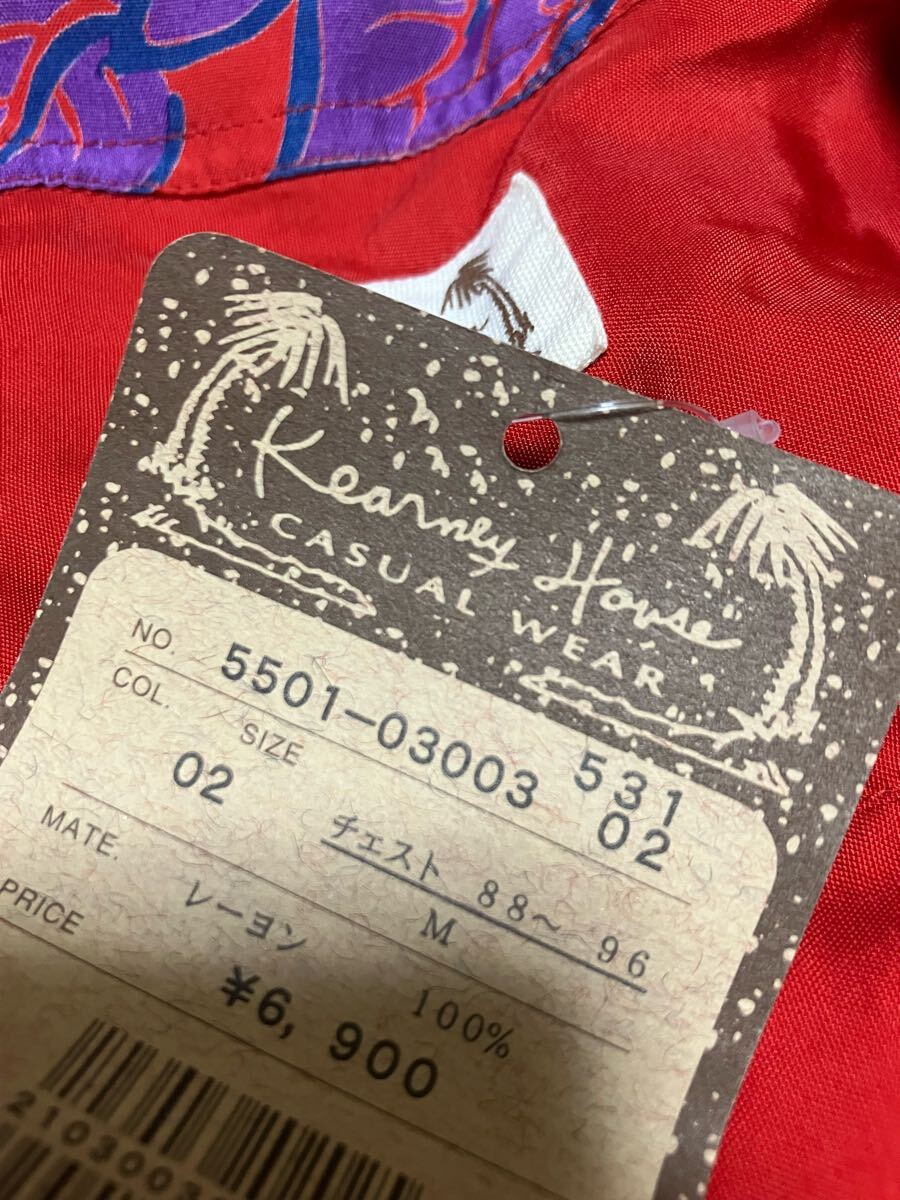 Kearney House
CASUAL WEAR
NO. 5501-03003 531
COL. SIZE 02
02 チェスト 88~ 96
M
MATE. レーヨン 100%
PRICE ¥6,900